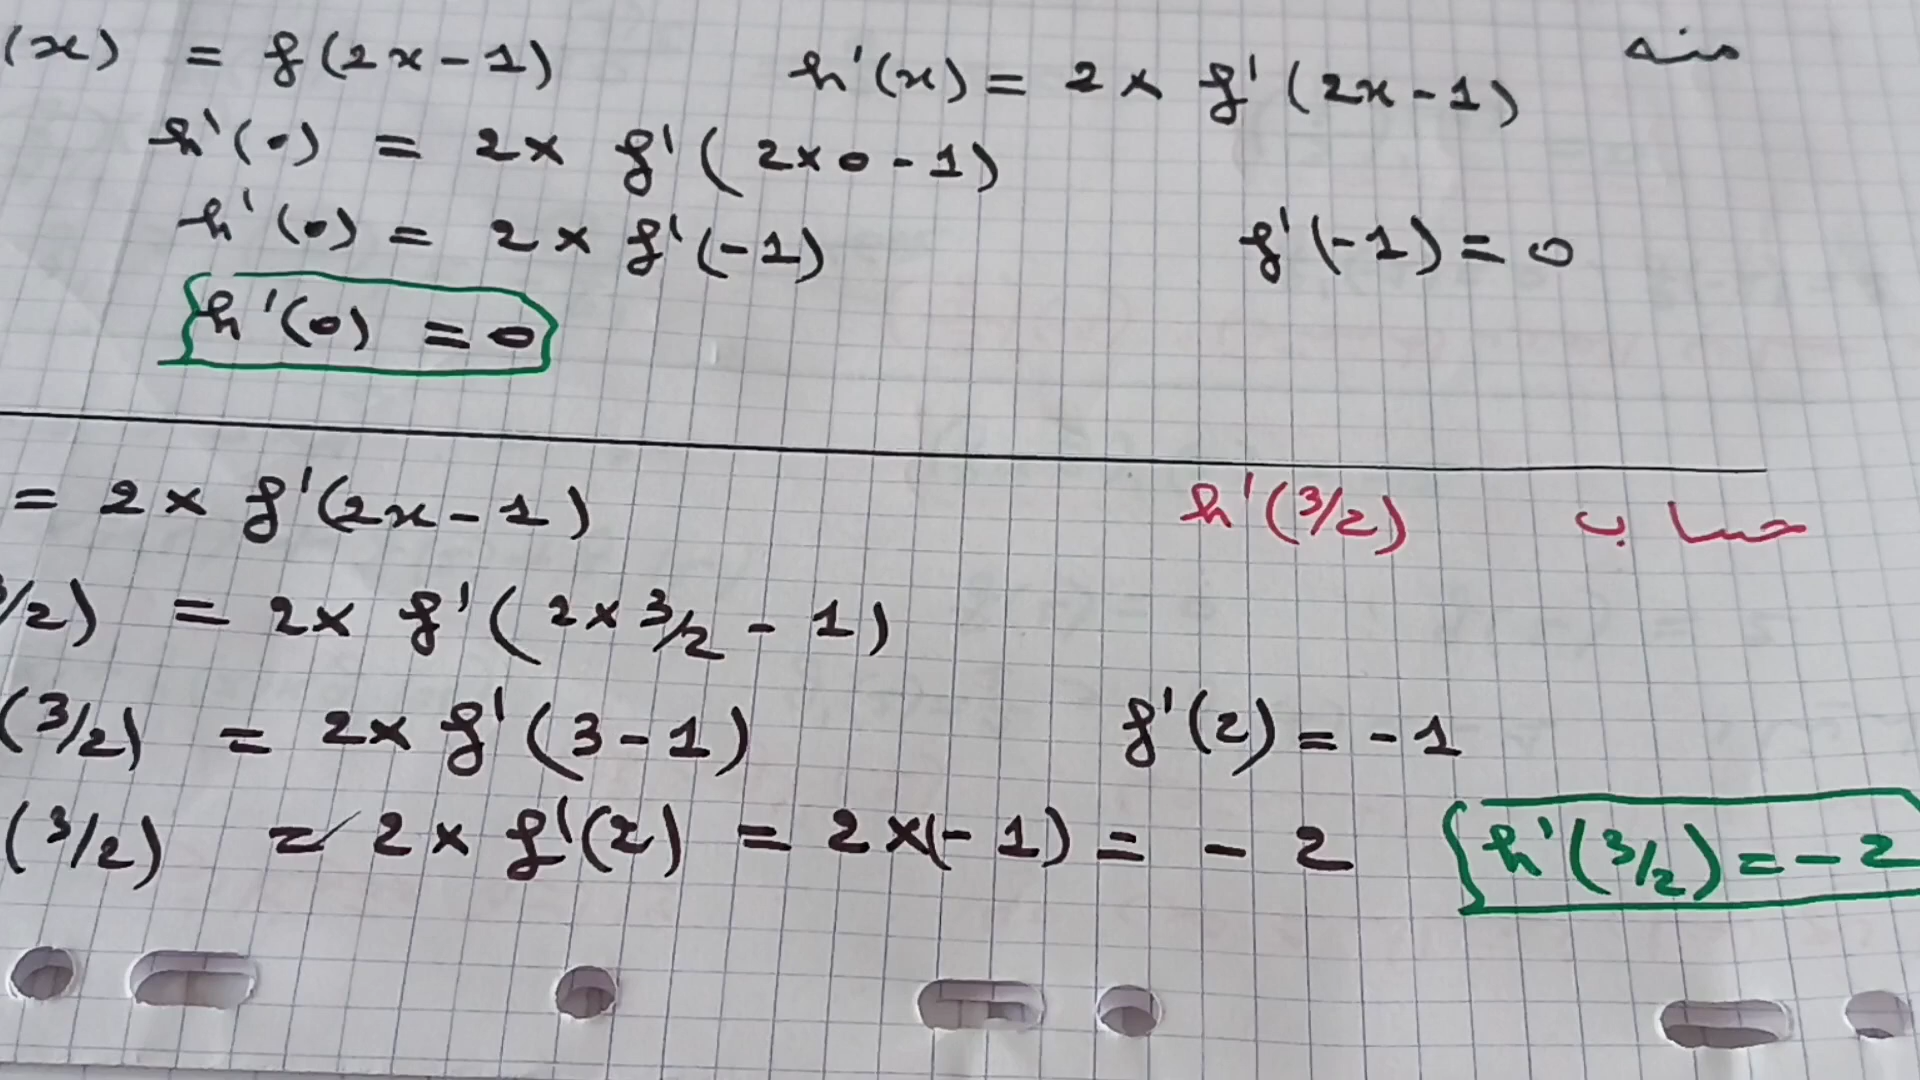 (x) = f(2x-1) h'(x) = 2 × f'(2x-1) منه
h'(0) = 2× f'(2×0-1)
h'(0) = 2 × f'(-1) f'(-1) = 0
h'(0) = 0
= 2 × f'(2x-1) h'(3/2) حساب
3/2) = 2× f'(2×3/2 - 1)
(3/2) = 2× f'(3-1) f'(2) = -1
(3/2) = 2 × f'(2) = 2×(-1) = - 2 h'(3/2) = - 2